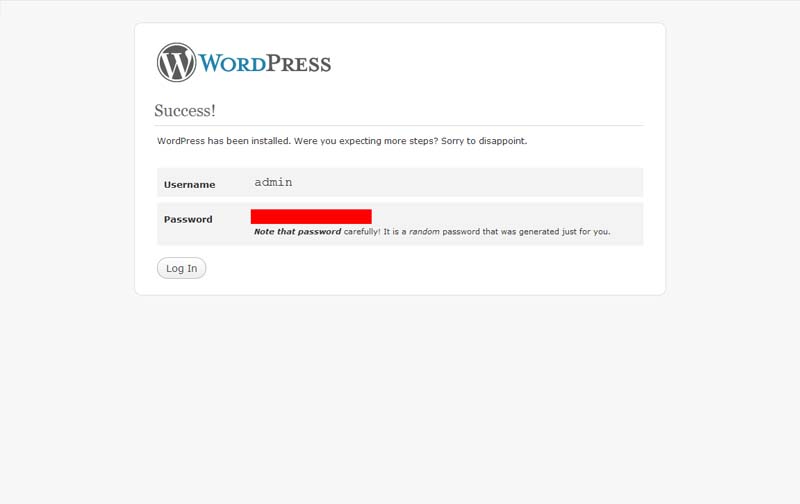 WORDPRESS
Success!
WordPress has been installed. Were you expecting more steps? Sorry to disappoint.
Username admin
Password
Note that password carefully! It is a random password that was generated just for you.
Log In